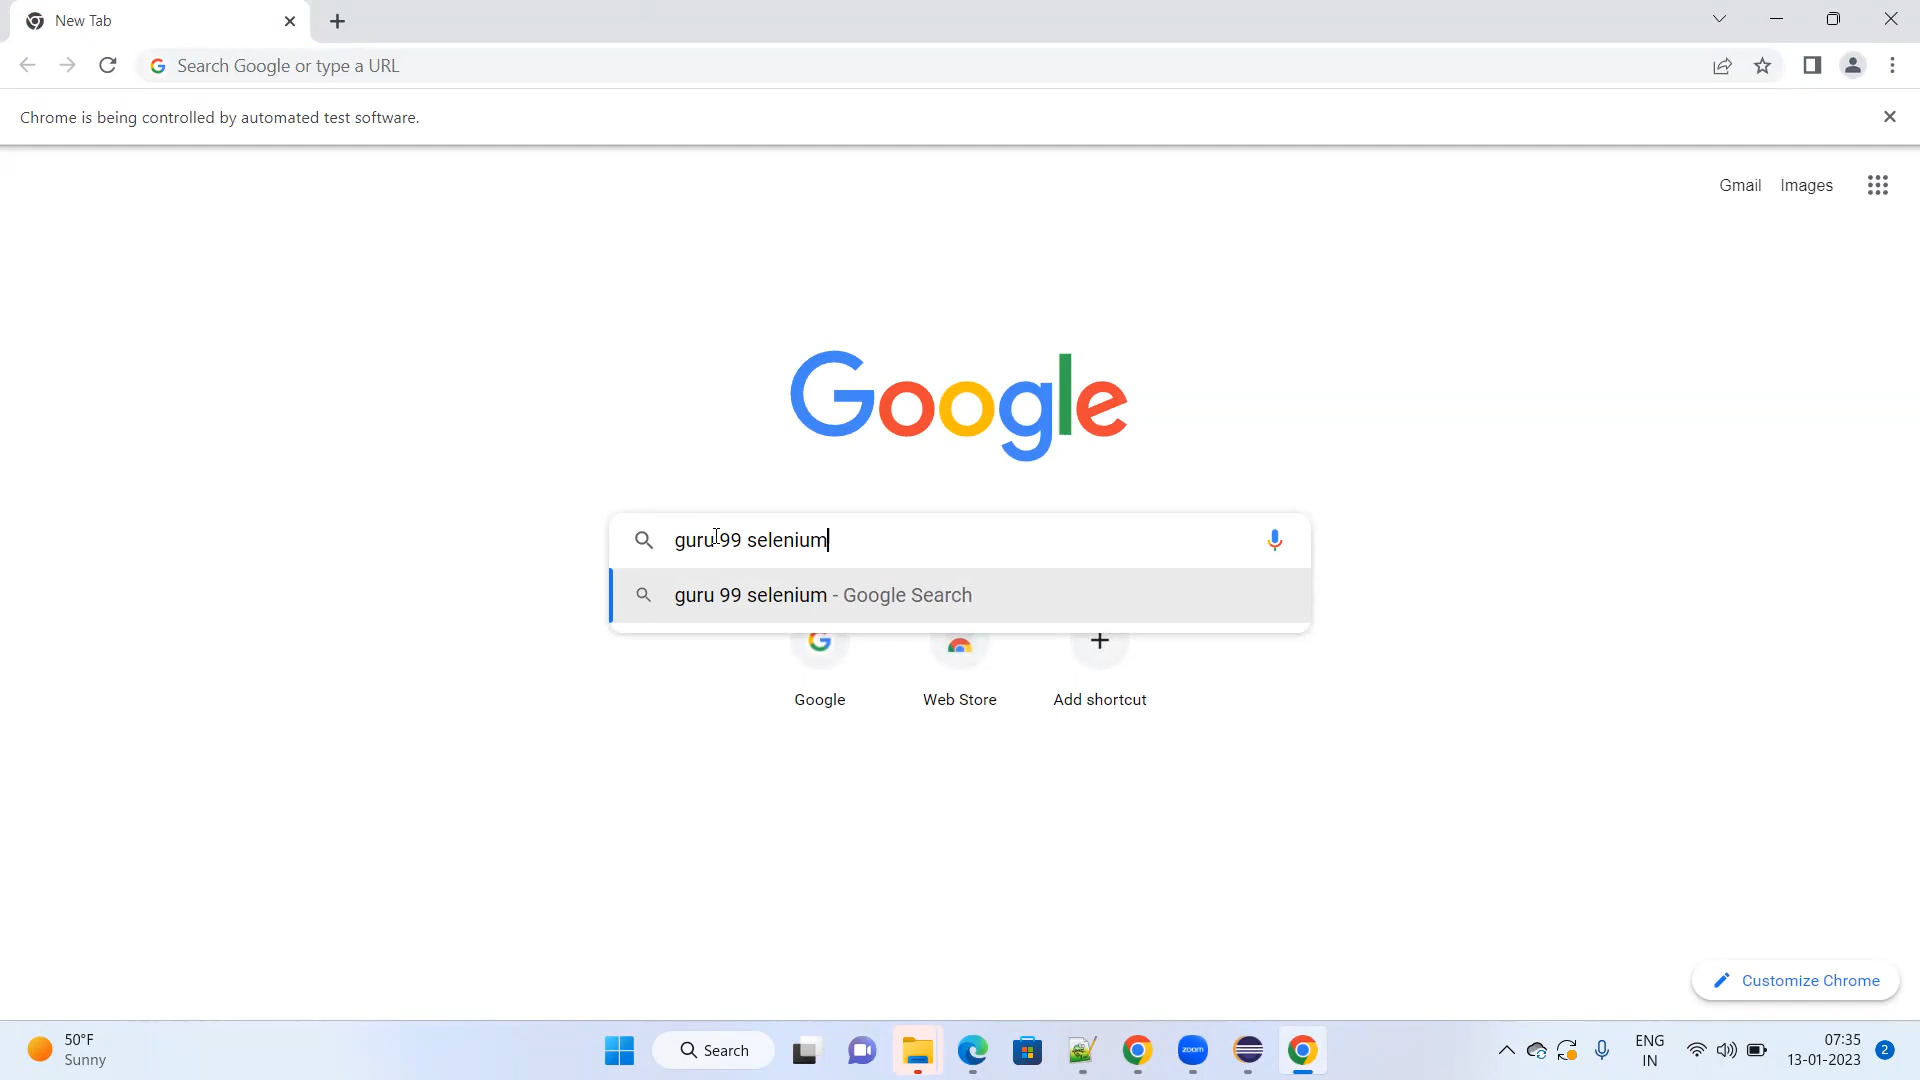 New Tab
Search Google or type a URL
Chrome is being controlled by automated test software.
Gmail Images
Google
guru 99 selenium
guru 99 selenium - Google Search
Google Web Store Add shortcut
Customize Chrome
50°F
Sunny
Search
zoom
ENG
IN
07:35
13-01-2023
2